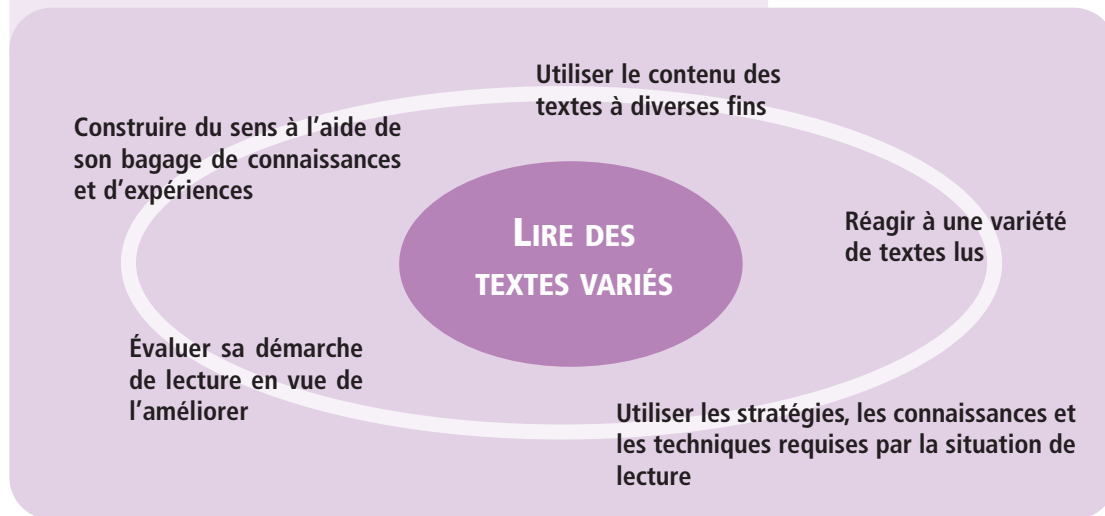 Utiliser le contenu des
textes à diverses fins
Construire du sens à l’aide de
son bagage de connaissances
et d’expériences
LIRE DES
TEXTES VARIÉS
Réagir à une variété
de textes lus
Évaluer sa démarche
de lecture en vue de
l’améliorer
Utiliser les stratégies, les connaissances et
les techniques requises par la situation de
lecture